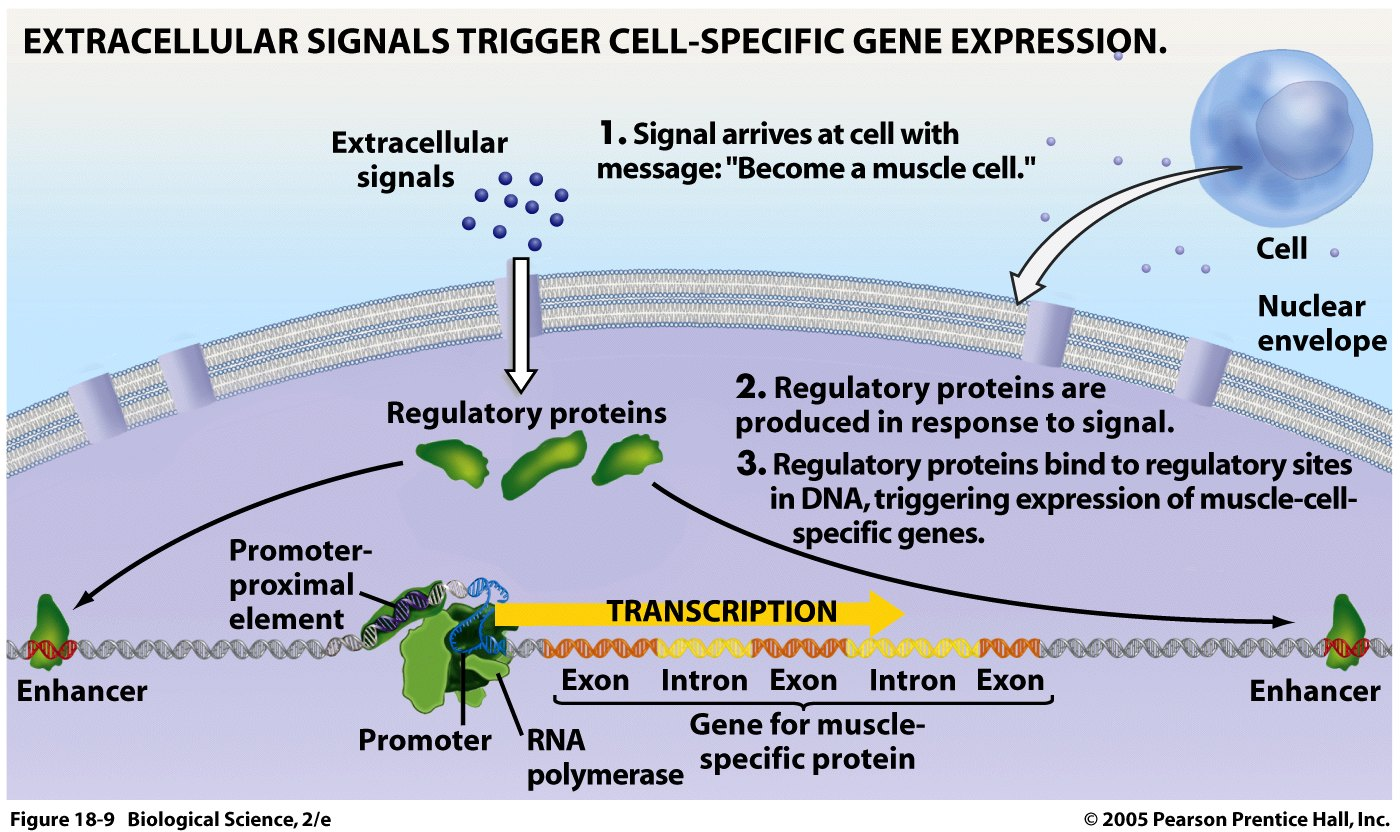 EXTRACELLULAR SIGNALS TRIGGER CELL-SPECIFIC GENE EXPRESSION.
Extracellular
signals
1. Signal arrives at cell with
message: "Become a muscle cell."
Cell
Nuclear
envelope
Regulatory proteins
2. Regulatory proteins are
produced in response to signal.
3. Regulatory proteins bind to regulatory sites
in DNA, triggering expression of muscle-cell-
specific genes.
Promoter-
proximal
element
TRANSCRIPTION
Enhancer
Exon Intron Exon Intron Exon
Enhancer
Promoter
RNA
polymerase
Gene for muscle-
specific protein
Figure 18-9 Biological Science, 2/e
© 2005 Pearson Prentice Hall, Inc.